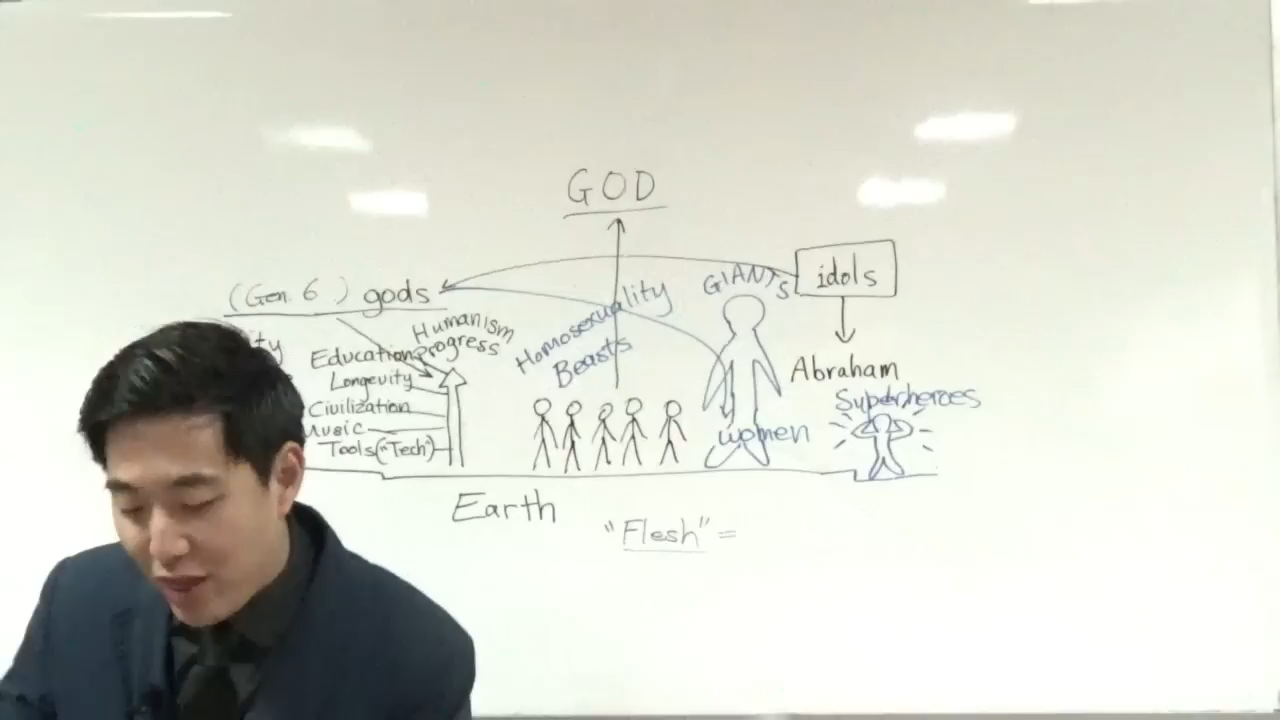 GOD
(Gen. 6 ) gods
idols
GIANTS
Humanism
Progress
Homosexuality
Beasts
Education
Longevity
Civilization
Tools("Tech")
Abraham
Superheroes
women
Earth
"Flesh" =